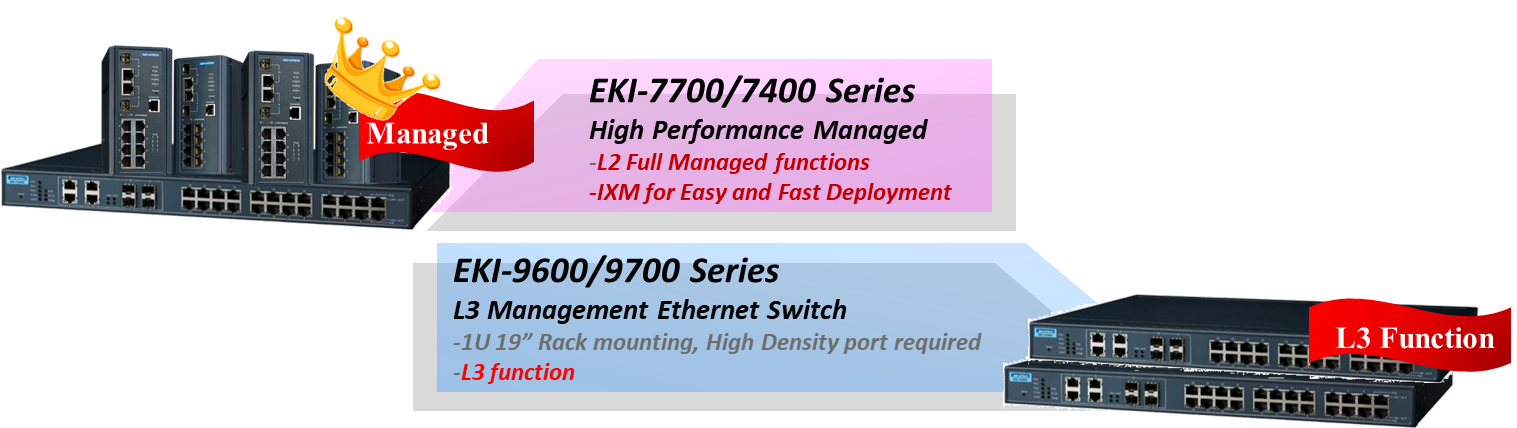 Managed
EKI-7700/7400 Series
High Performance Managed
-L2 Full Managed functions
-IXM for Easy and Fast Deployment
EKI-9600/9700 Series
L3 Management Ethernet Switch
-1U 19” Rack mounting, High Density port required
-L3 function
L3 Function